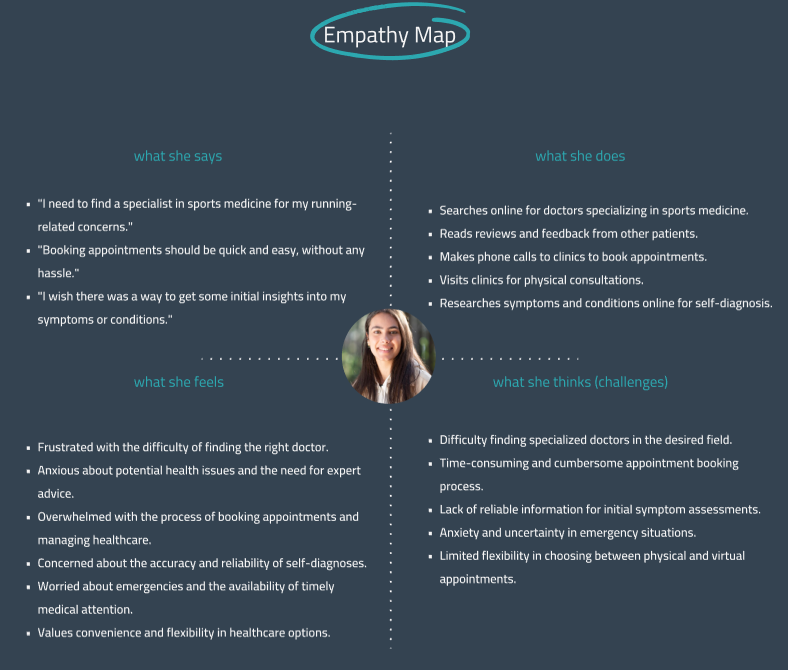 Empathy Map
what she says
"I need to find a specialist in sports medicine for my running-
related concerns."
"Booking appointments should be quick and easy, without any
hassle."
"I wish there was a way to get some initial insights into my
symptoms or conditions."
what she does
Searches online for doctors specializing in sports medicine.
Reads reviews and feedback from other patients.
Makes phone calls to clinics to book appointments.
Visits clinics for physical consultations.
Researches symptoms and conditions online for self-diagnosis.
what she feels
Frustrated with the difficulty of finding the right doctor.
Anxious about potential health issues and the need for expert
advice.
Overwhelmed with the process of booking appointments and
managing healthcare.
Concerned about the accuracy and reliability of self-diagnoses.
Worried about emergencies and the availability of timely
medical attention.
Values convenience and flexibility in healthcare options.
what she thinks (challenges)
Difficulty finding specialized doctors in the desired field.
Time-consuming and cumbersome appointment booking
process.
Lack of reliable information for initial symptom assessments.
Anxiety and uncertainty in emergency situations.
Limited flexibility in choosing between physical and virtual
appointments.